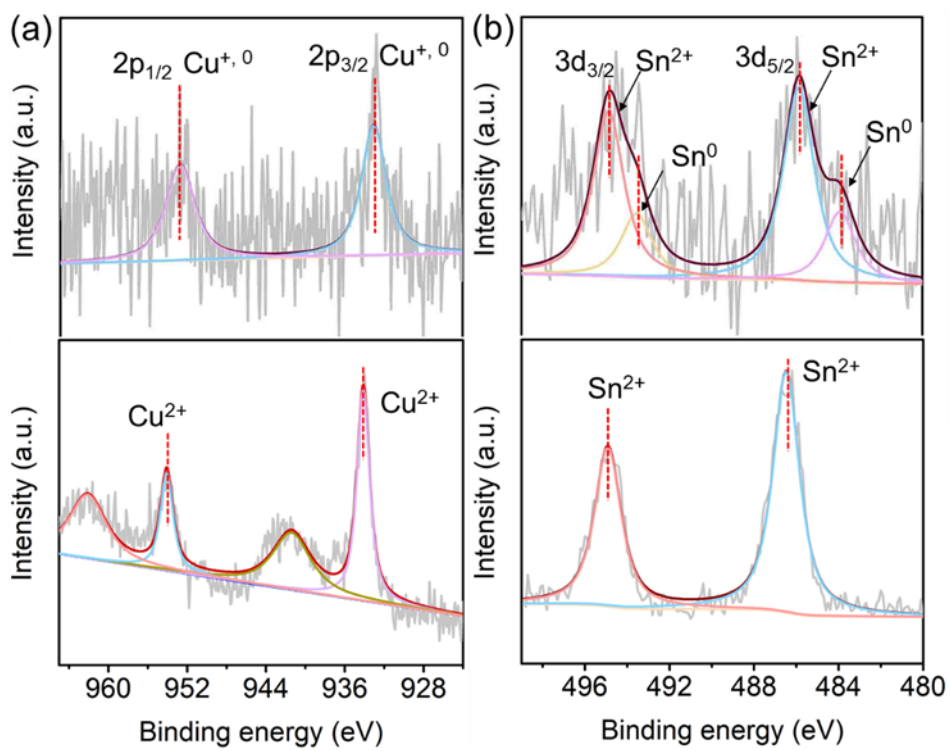 (a)
2p1/2 Cu+, 0
2p3/2 Cu+, 0
Intensity (a.u.)
Cu2+
Cu2+
Intensity (a.u.)
960 952 944 936 928
Binding energy (eV)
(b)
3d3/2 Sn2+
Sn0
3d5/2 Sn2+
Sn0
Intensity (a.u.)
Sn2+
Sn2+
Intensity (a.u.)
496 492 488 484 480
Binding energy (eV)